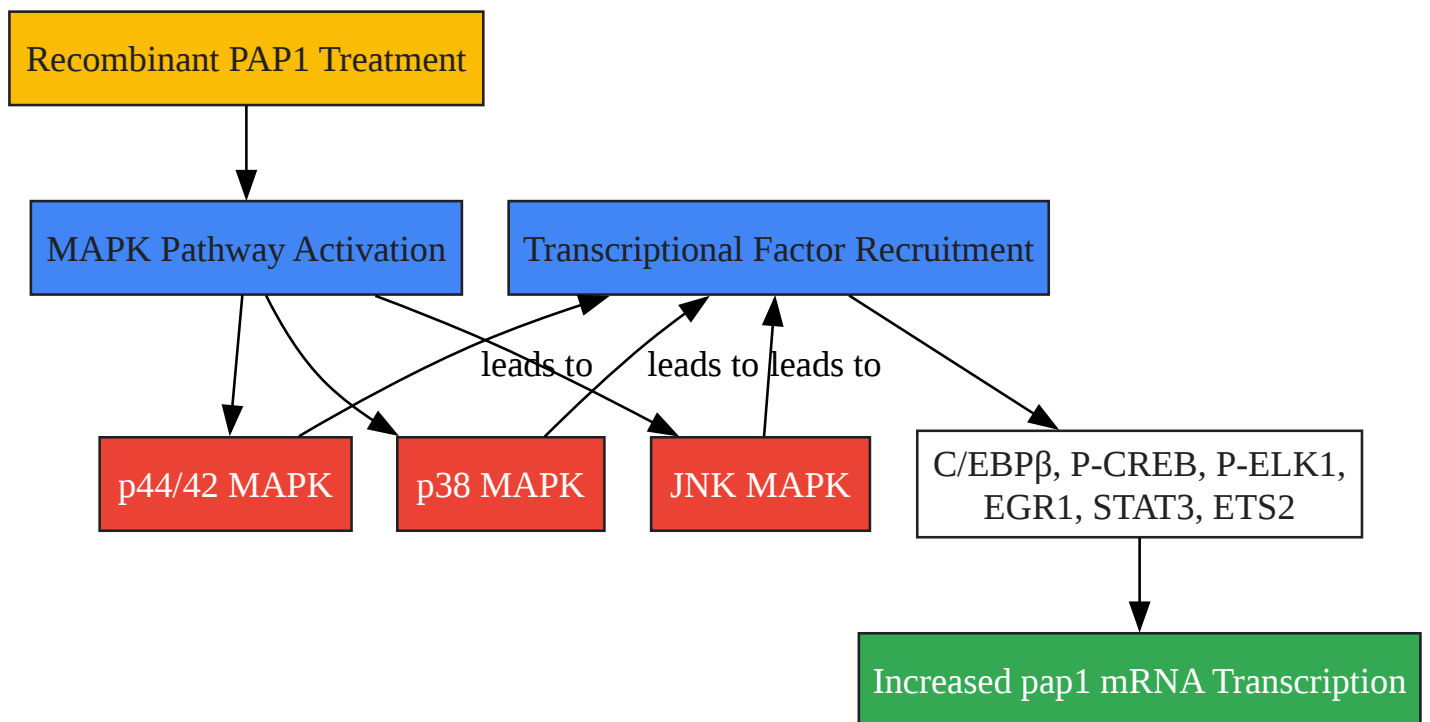 Recombinant PAP1 Treatment
MAPK Pathway Activation
Transcriptional Factor Recruitment
leads to
leads to
leads to
p44/42 MAPK
p38 MAPK
JNK MAPK
C/EBPβ, P-CREB, P-ELK1,
EGR1, STAT3, ETS2
Increased pap1 mRNA Transcription